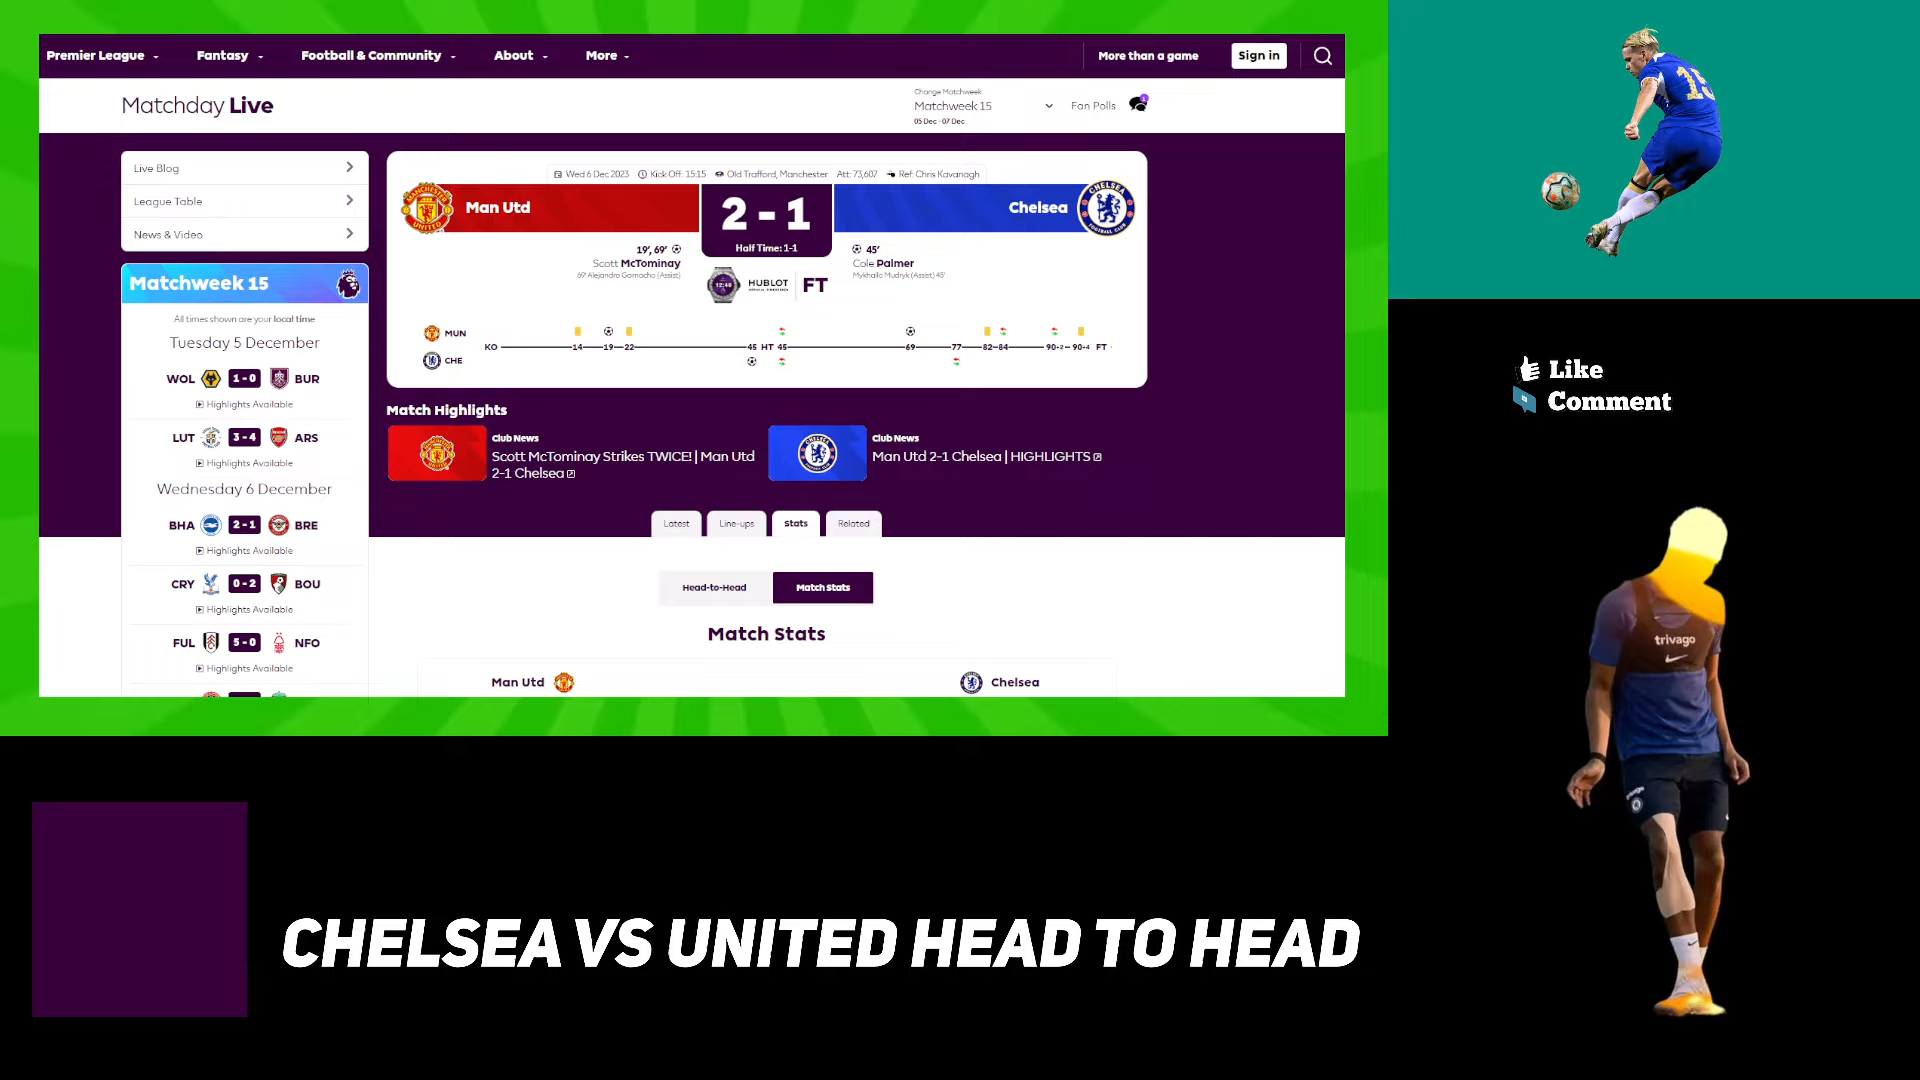 Premier League
Fantasy
Football & Community
About
More
More than a game
Sign in
Matchday Live
Change Matchweek
Matchweek 15
05 Dec - 07 Dec
Fan Polls
1
Live Blog
League Table
News & Video
Matchweek 15
All times shown are your local time
Tuesday 5 December
WOL 1 - 0 BUR
Highlights Available
LUT 3 - 4 ARS
Highlights Available
Wednesday 6 December
BHA 2 - 1 BRE
Highlights Available
CRY 0 - 2 BOU
Highlights Available
FUL 5 - 0 NFO
Highlights Available
Wed 6 Dec 2023 Kick Off: 15:15 Old Trafford, Manchester Att: 73,607 Ref: Chris Kavanagh
Man Utd 2 - 1 Chelsea
Half Time: 1-1
19', 69'
Scott McTominay
69' Alejandro Garnacho (Assist)
45'
Cole Palmer
Mykhailo Mudryk (Assist) 45'
HUBLOT FT
MUN
KO 14 19 22 45 HT 45 69 77 82 84 90+2 90+4 FT
CHE
Match Highlights
Club News
Scott McTominay Strikes TWICE! | Man Utd
2-1 Chelsea
Club News
Man Utd 2-1 Chelsea | HIGHLIGHTS
Latest
Line-ups
Stats
Related
Head-to-Head
Match Stats
Match Stats
Man Utd
Chelsea
15
Like
Comment
trivago
CHELSEA VS UNITED HEAD TO HEAD